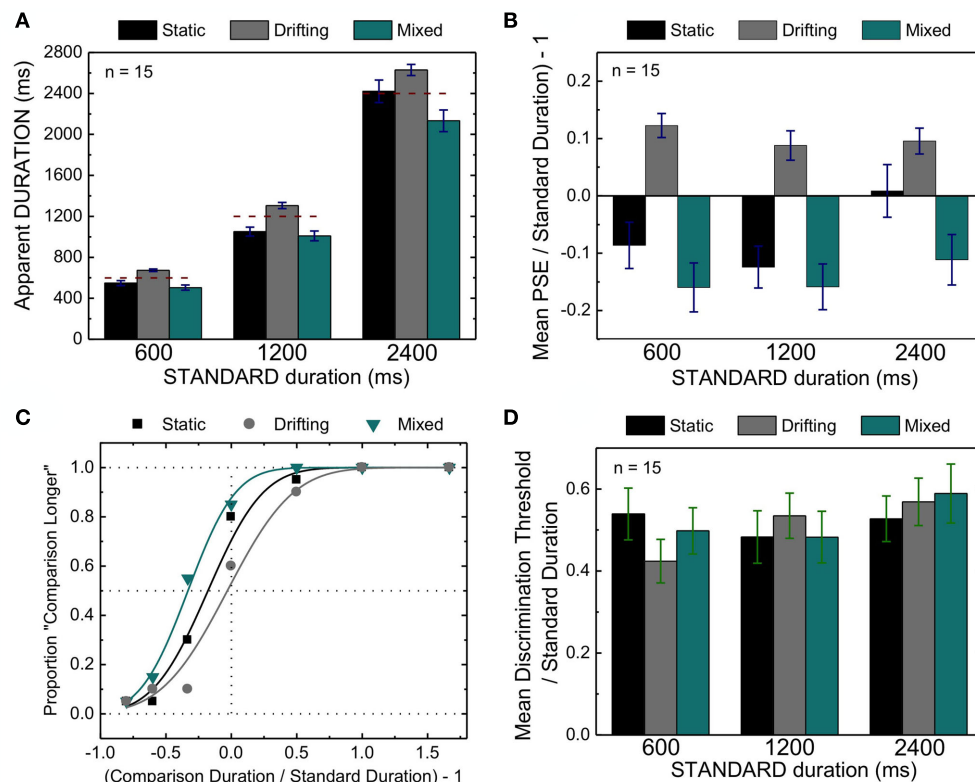 A
Static Drifting Mixed
n = 15
Apparent DURATION (ms)
2800
2400
2000
1600
1200
800
400
0
600 1200 2400
STANDARD duration (ms)
B
Static Drifting Mixed
n = 15
Mean PSE / Standard Duration) - 1
0.2
0.1
0.0
-0.1
-0.2
600 1200 2400
STANDARD duration (ms)
C
Static Drifting Mixed
Proportion "Comparison Longer"
1.0
0.8
0.6
0.4
0.2
0.0
-1.0 -0.5 0.0 0.5 1.0 1.5
(Comparison Duration / Standard Duration) - 1
D
Static Drifting Mixed
n = 15
Mean Discrimination Threshold
/ Standard Duration
0.6
0.4
0.2
0.0
600 1200 2400
STANDARD duration (ms)